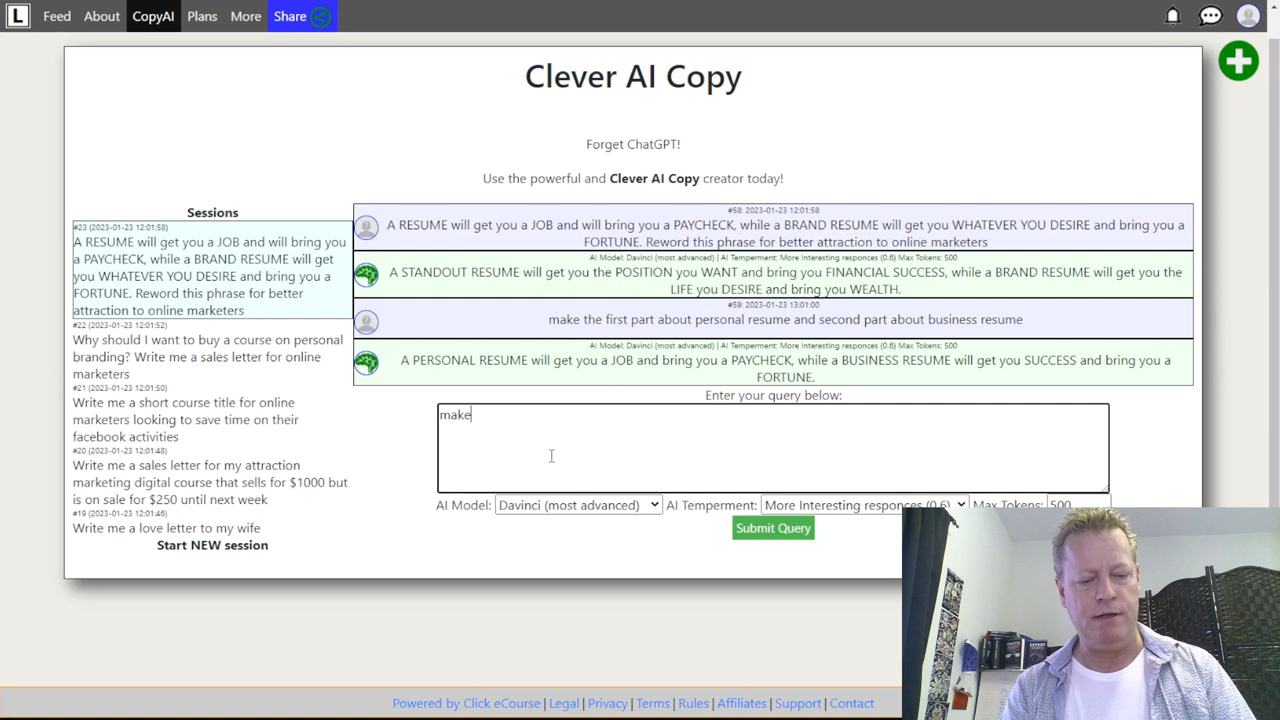 L Feed About CopyAI Plans More Share
Clever AI Copy
Forget ChatGPT!
Use the powerful and Clever AI Copy creator today!
Sessions
#23 (2023-01-23 12:01:58)
A RESUME will get you a JOB and will bring you
a PAYCHECK, while a BRAND RESUME will get
you WHATEVER YOU DESIRE and bring you a
FORTUNE. Reword this phrase for better
attraction to online marketers
#22 (2023-01-23 12:01:52)
Why should I want to buy a course on personal
branding? Write me a sales letter for online
marketers
#21 (2023-01-23 12:01:50)
Write me a short course title for online
marketers looking to save time on their
facebook activities
#20 (2023-01-23 12:01:48)
Write me a sales letter for my attraction
marketing digital course that sells for $1000 but
is on sale for $250 until next week
#19 (2023-01-23 12:01:46)
Write me a love letter to my wife
Start NEW session
#58: 2023-01-23 12:01:58
A RESUME will get you a JOB and will bring you a PAYCHECK, while a BRAND RESUME will get you WHATEVER YOU DESIRE and bring you a
FORTUNE. Reword this phrase for better attraction to online marketers
AI Model: Davinci (most advanced) | AI Temperment: More Interesting responces (0.6) Max Tokens: 500
A STANDOUT RESUME will get you the POSITION you WANT and bring you FINANCIAL SUCCESS, while a BRAND RESUME will get you the
LIFE you DESIRE and bring you WEALTH.
#59: 2023-01-23 13:01:00
make the first part about personal resume and second part about business resume
AI Model: Davinci (most advanced) | AI Temperment: More Interesting responces (0.6) Max Tokens: 500
A PERSONAL RESUME will get you a JOB and bring you a PAYCHECK, while a BUSINESS RESUME will get you SUCCESS and bring you a
FORTUNE.
Enter your query below:
make
AI Model: Davinci (most advanced) AI Temperment: More Interesting responces (0.6) Max Tokens: 500
Submit Query
Powered by Click eCourse | Legal | Privacy | Terms | Rules | Affiliates | Support | Contact